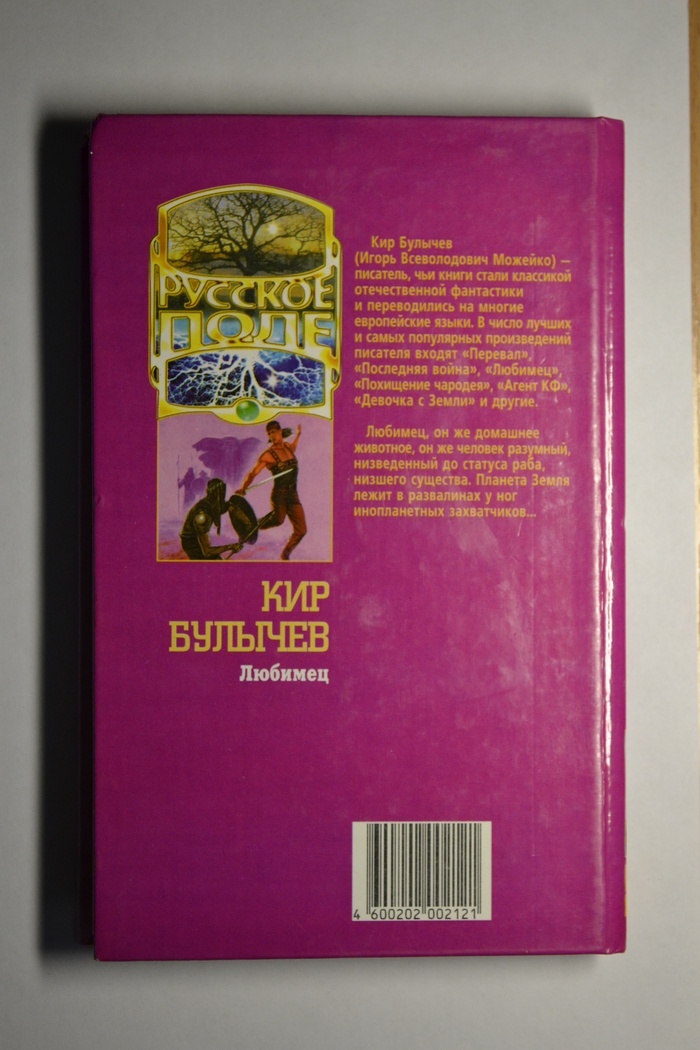 РУССКОЕ
ПОЛЕ
Кир Булычев
(Игорь Всеволодович Можейко) —
писатель, чьи книги стали классикой
отечественной фантастики
и переводились на многие
европейские языки. В число лучших
и самых популярных произведений
писателя входят «Перевал»,
«Последняя война», «Любимец»,
«Похищение чародея», «Агент КФ»,
«Девочка с Земли» и другие.
Любимец, он же домашнее
животное, он же человек разумный,
низведенный до статуса раба,
низшего существа. Планета Земля
лежит в развалинах у ног
инопланетных захватчиков...
КИР
БУЛЫЧЕВ
Любимец
4 600202 002121